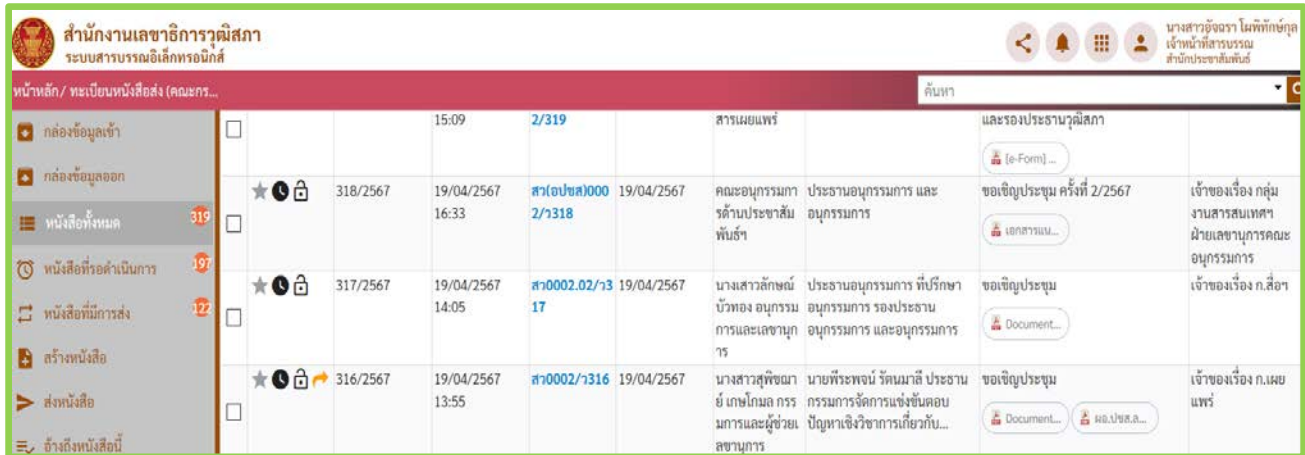 สำนักงานเลขาธิการวุฒิสภา
ระบบสารบรรณอิเล็กทรอนิกส์
นางสาวอัจฉรา โผพิทักษ์กุล
เจ้าหน้าที่สารบรรณ
สำนักประชาสัมพันธ์
หน้าหลัก/ ทะเบียนหนังสือส่ง (คณะกร...
ค้นหา
กล่องข้อมูลเข้า
กล่องข้อมูลออก
หนังสือทั้งหมด 319
หนังสือที่รอดำเนินการ 197
หนังสือที่มีการส่ง 122
สร้างหนังสือ
ส่งหนังสือ
อ้างถึงหนังสือนี้
15:09 2/319 สารเผยแพร่ และรองประธานวุฒิสภา
[e-Form] ...
318/2567 19/04/2567 สว(อปชส)000 19/04/2567 คณะอนุกรรมกา ประธานอนุกรรมการ และ ขอเชิญประชุม ครั้งที่ 2/2567 เจ้าของเรื่อง กลุ่ม
16:33 2/ว318 รด้านประชาสัม อนุกรรมการ งานสารสนเทศฯ
พันธ์ฯ เอกสารแน... ฝ่ายเลขานุการคณะ
อนุกรรมการ
317/2567 19/04/2567 สว0002.02/ว3 19/04/2567 นางเสาวลักษณ์ ประธานอนุกรรมการ ที่ปรึกษา ขอเชิญประชุม เจ้าของเรื่อง ก.สื่อฯ
14:05 17 บัวทอง อนุกรรม อนุกรรมการ รองประธาน
การและเลขานุก อนุกรรมการ และอนุกรรมการ Document...
าร
316/2567 19/04/2567 สว0002/ว316 19/04/2567 นางสาวสุพิชฌา นายพีระพจน์ รัตนมาลี ประธาน ขอเชิญประชุม เจ้าของเรื่อง ก.เผย
13:55 ย์ เกษโกมล กรร กรรมการจัดการแข่งขันตอบ แพร่
มการและผู้ช่วยเ ปัญหาเชิงวิชาการเกี่ยวกับ... Document... ผอ.ปชส.ล...
ลขานุการ